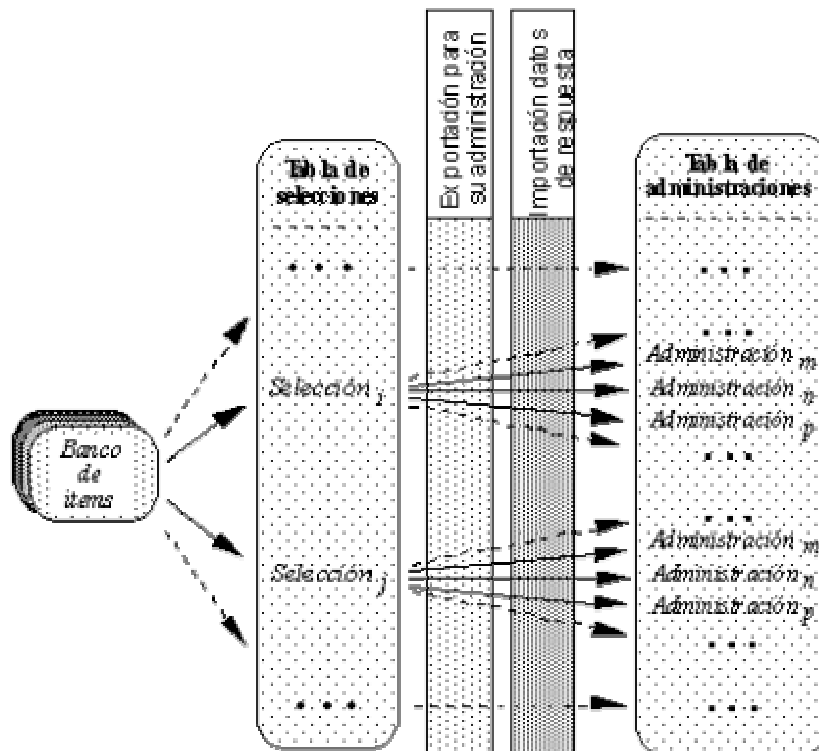 Exportación para
su administración
Importación datos
de respuesta
Tabla de
selecciones
• • •
Selección i
Selección j
• • •
Banco
de
items
Tabla de
administraciones
• • •
• • •
Administración m
Administración n
Administración p
• • •
• • •
Administración m
Administración n
Administración p
• • •
• • •